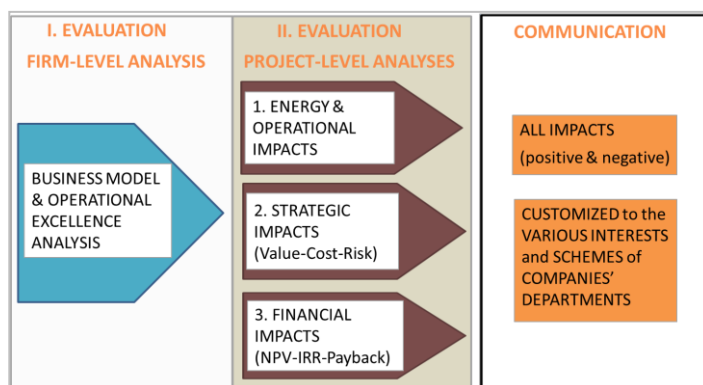 I. EVALUATION
FIRM-LEVEL ANALYSIS
BUSINESS MODEL
& OPERATIONAL
EXCELLENCE
ANALYSIS
II. EVALUATION
PROJECT-LEVEL ANALYSES
1. ENERGY &
OPERATIONAL
IMPACTS
2. STRATEGIC
IMPACTS
(Value-Cost-Risk)
3. FINANCIAL
IMPACTS
(NPV-IRR-Payback)
COMMUNICATION
ALL IMPACTS
(positive & negative)
CUSTOMIZED to the
VARIOUS INTERESTS
and SCHEMES of
COMPANIES’
DEPARTMENTS